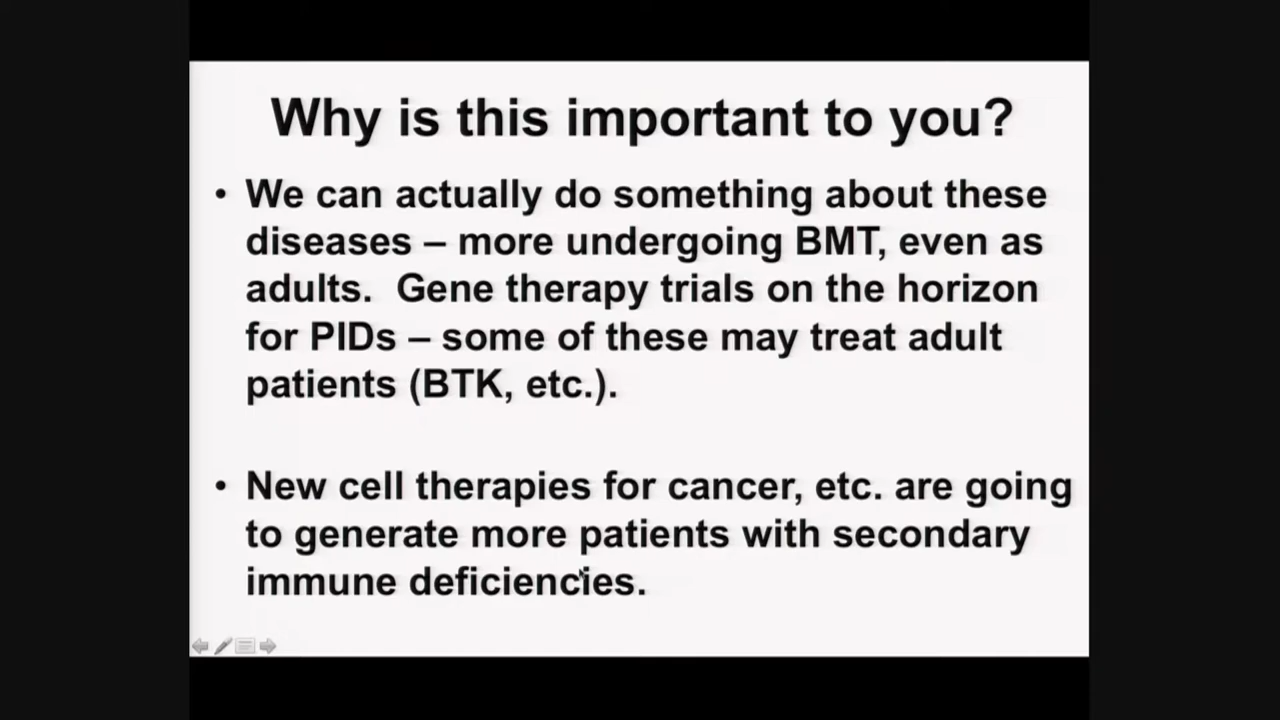 Why is this important to you?
• We can actually do something about these
diseases – more undergoing BMT, even as
adults.  Gene therapy trials on the horizon
for PIDs – some of these may treat adult
patients (BTK, etc.).
• New cell therapies for cancer, etc. are going
to generate more patients with secondary
immune deficiencies.